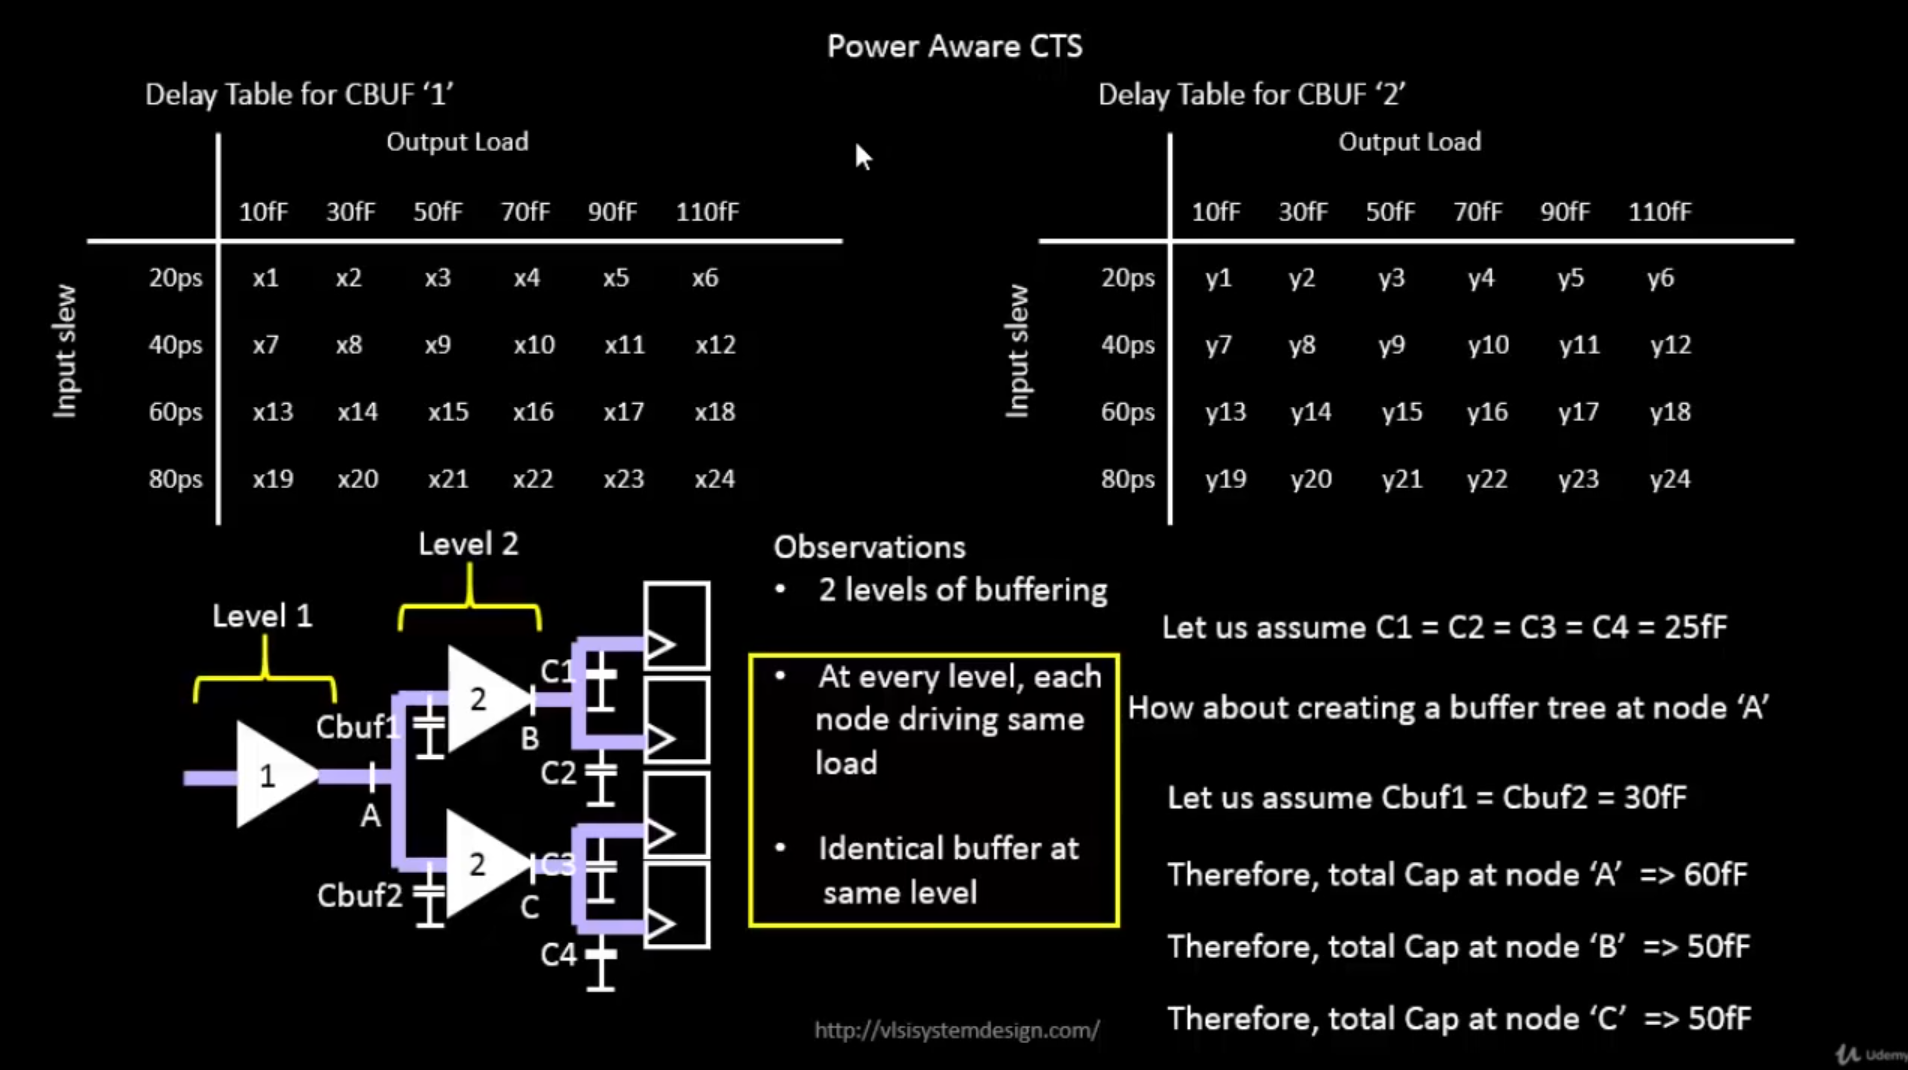 Power Aware CTS
Delay Table for CBUF ‘1’
Output Load
10fF 30fF 50fF 70fF 90fF 110fF
Input slew
20ps x1 x2 x3 x4 x5 x6
40ps x7 x8 x9 x10 x11 x12
60ps x13 x14 x15 x16 x17 x18
80ps x19 x20 x21 x22 x23 x24
Delay Table for CBUF ‘2’
Output Load
10fF 30fF 50fF 70fF 90fF 110fF
Input slew
20ps y1 y2 y3 y4 y5 y6
40ps y7 y8 y9 y10 y11 y12
60ps y13 y14 y15 y16 y17 y18
80ps y19 y20 y21 y22 y23 y24
Level 1
Level 2
1
A
Cbuf1
2
B
C1
C2
Cbuf2
2
C
C3
C4
Observations
• 2 levels of buffering
• At every level, each
node driving same
load
• Identical buffer at
same level
Let us assume C1 = C2 = C3 = C4 = 25fF
How about creating a buffer tree at node ‘A’
Let us assume Cbuf1 = Cbuf2 = 30fF
Therefore, total Cap at node ‘A’ => 60fF
Therefore, total Cap at node ‘B’ => 50fF
Therefore, total Cap at node ‘C’ => 50fF
http://vlsisystemdesign.com/
Udemy